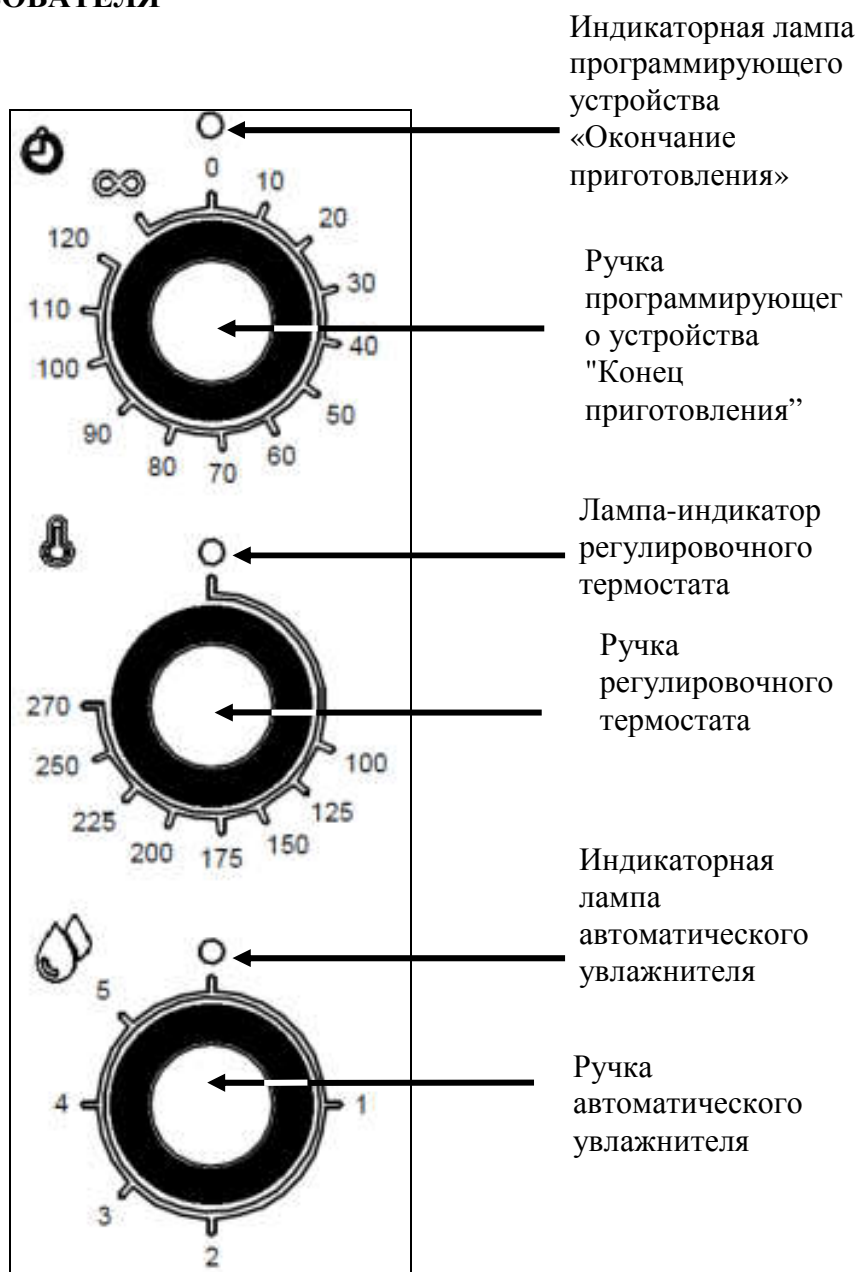 Индикаторная лампа
программирующего
устройства
«Окончание
приготовления»
0
10
20
30
40
50
60
70
80
90
100
110
120
Ручка
программирующег
о устройства
"Конец
приготовления”
Лампа-индикатор
регулировочного
термостата
Ручка
регулировочного
термостата
100
125
150
175
200
225
250
270
Индикаторная
лампа
автоматического
увлажнителя
Ручка
автоматического
увлажнителя
1
2
3
4
5